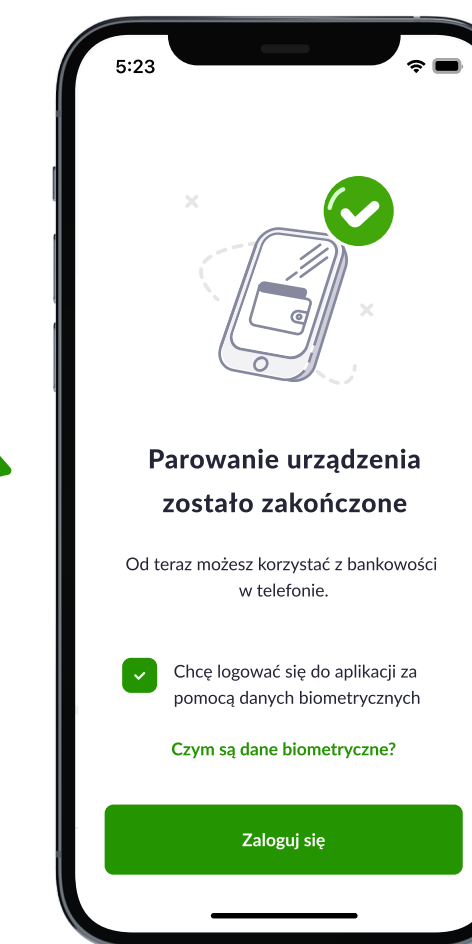 5:23
Parowanie urządzenia
zostało zakończone
Od teraz możesz korzystać z bankowości
w telefonie.
Chcę logować się do aplikacji za
pomocą danych biometrycznych
Czym są dane biometryczne?
Zaloguj się